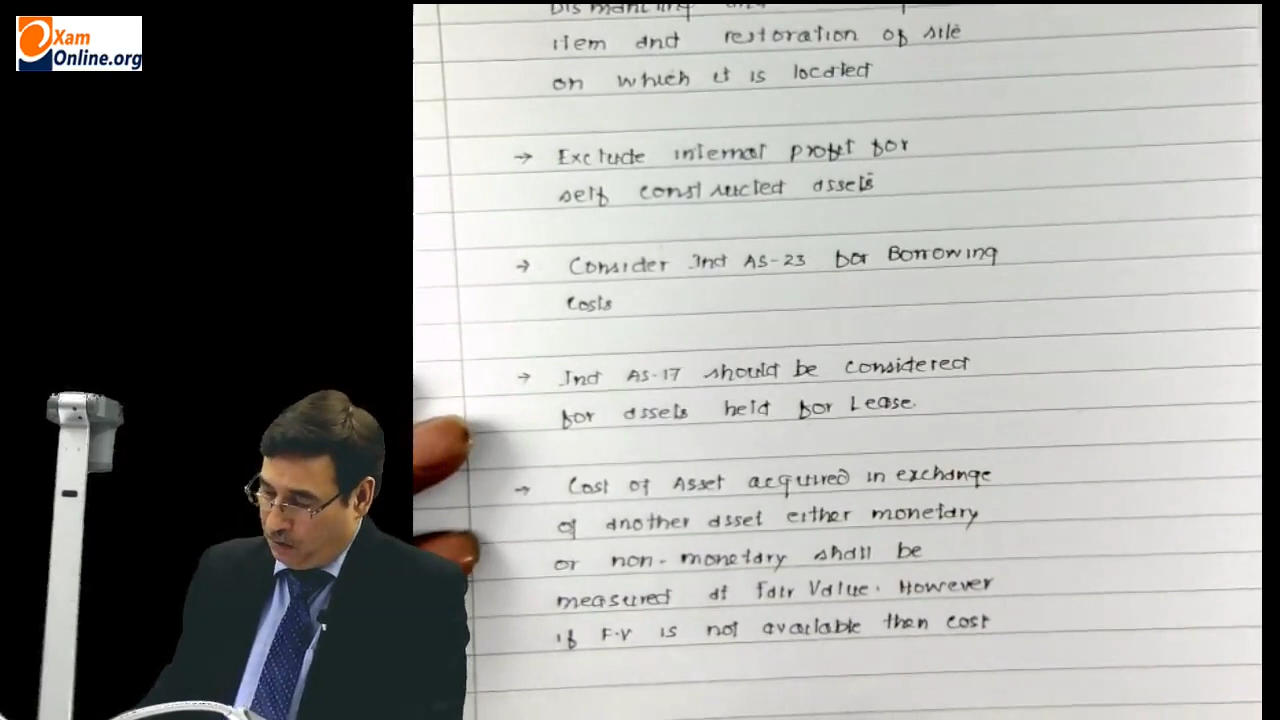 Xam
Online.org
Dismantling
item and restoration of site
on which it is located
→ Exclude internal profit for
self constructed assets
→ Consider Ind AS-23 for Borrowing
costs
→ Ind AS-17 should be considered
for assets held for Lease.
→ Cost of Asset acquired in exchange
of another asset either monetary
or non-monetary shall be
measured at Fair Value. However
if F.V is not available then cost